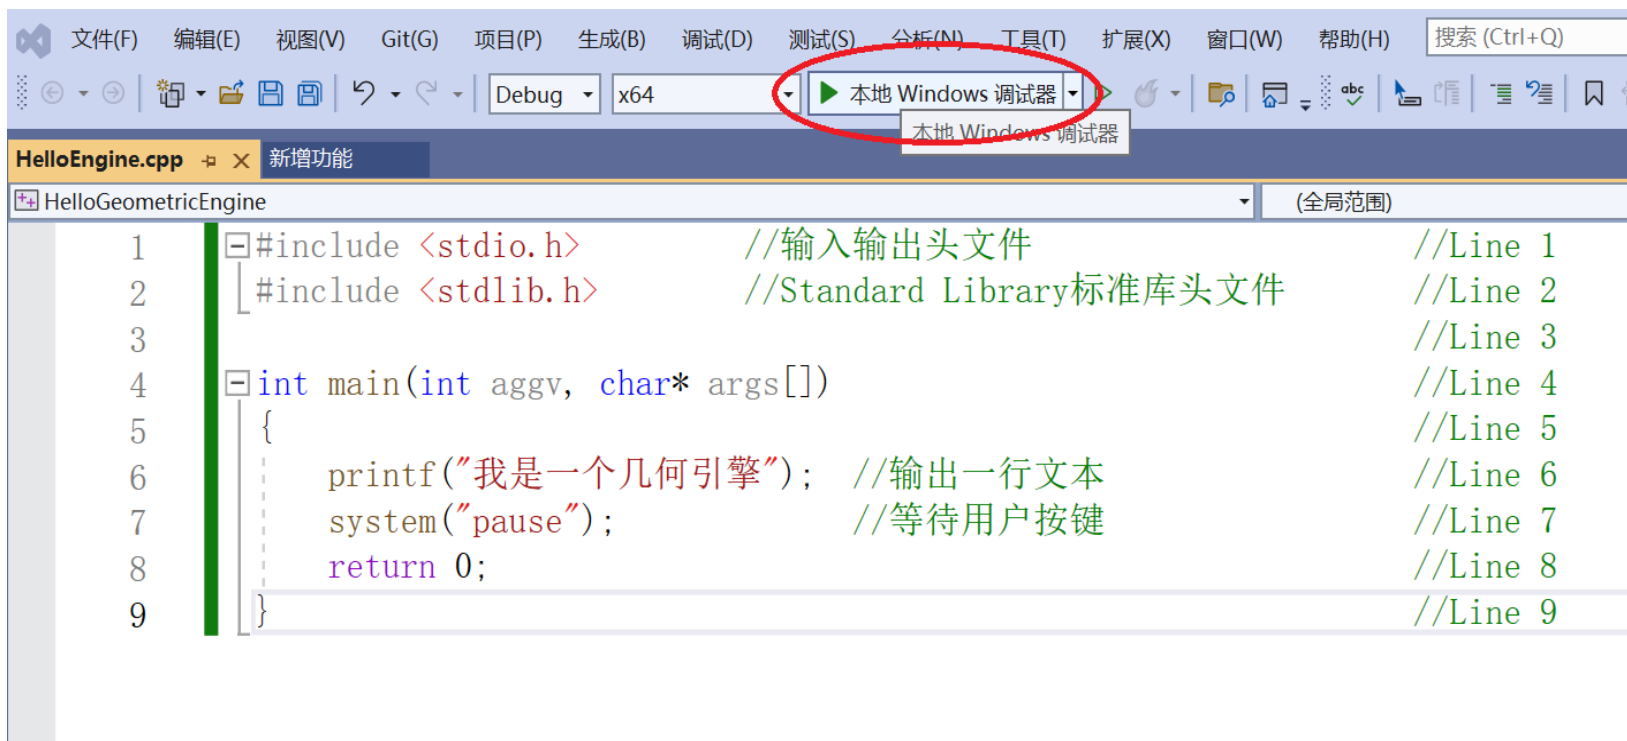 文件(F) 编辑(E) 视图(V) Git(G) 项目(P) 生成(B) 调试(D) 测试(S) 分析(N) 工具(T) 扩展(X) 窗口(W) 帮助(H) 搜索 (Ctrl+Q)
Debug x64 本地 Windows 调试器 abc
本地 Windows 调试器
HelloEngine.cpp 新增功能
HelloGeometricEngine (全局范围)
1 #include <stdio.h> //输入输出头文件 //Line 1
2 #include <stdlib.h> //Standard Library标准库头文件 //Line 2
3 //Line 3
4 int main(int aggv, char* args[]) //Line 4
5 { //Line 5
6 printf("我是一个几何引擎"); //输出一行文本 //Line 6
7 system("pause"); //等待用户按键 //Line 7
8 return 0; //Line 8
9 } //Line 9